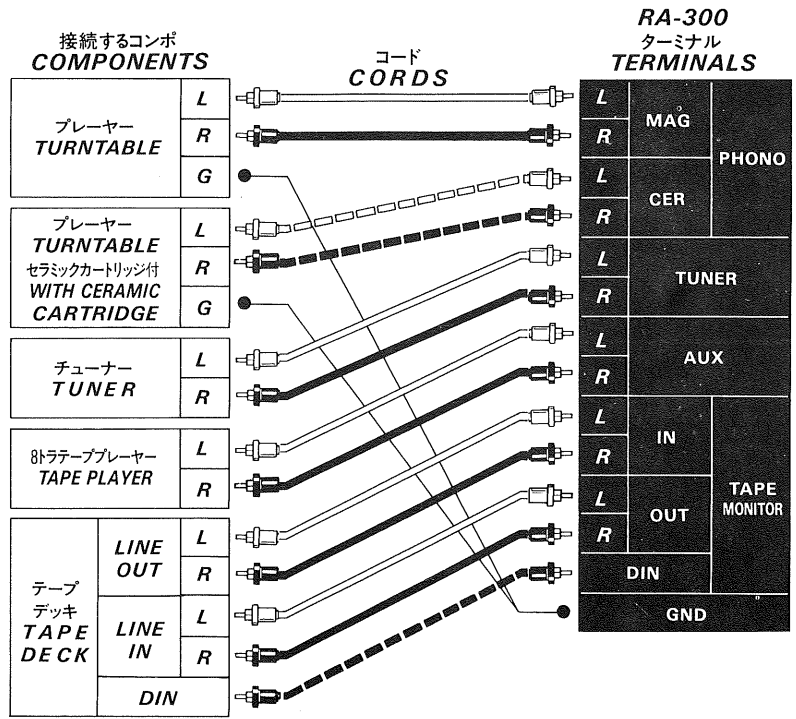 接続するコンポ
COMPONENTS
コード
CORDS
RA-300
ターミナル
TERMINALS
プレーヤー
TURNTABLE
L
R
G
プレーヤー
TURNTABLE
セラミックカートリッジ付
WITH CERAMIC
CARTRIDGE
L
R
G
チューナー
TUNER
L
R
8トラテーププレーヤー
TAPE PLAYER
L
R
テープ
デッキ
TAPE
DECK
LINE
OUT
L
R
LINE
IN
L
R
DIN
L
R
MAG
L
R
CER
PHONO
L
R
TUNER
L
R
AUX
L
R
IN
L
R
OUT
DIN
TAPE
MONITOR
GND